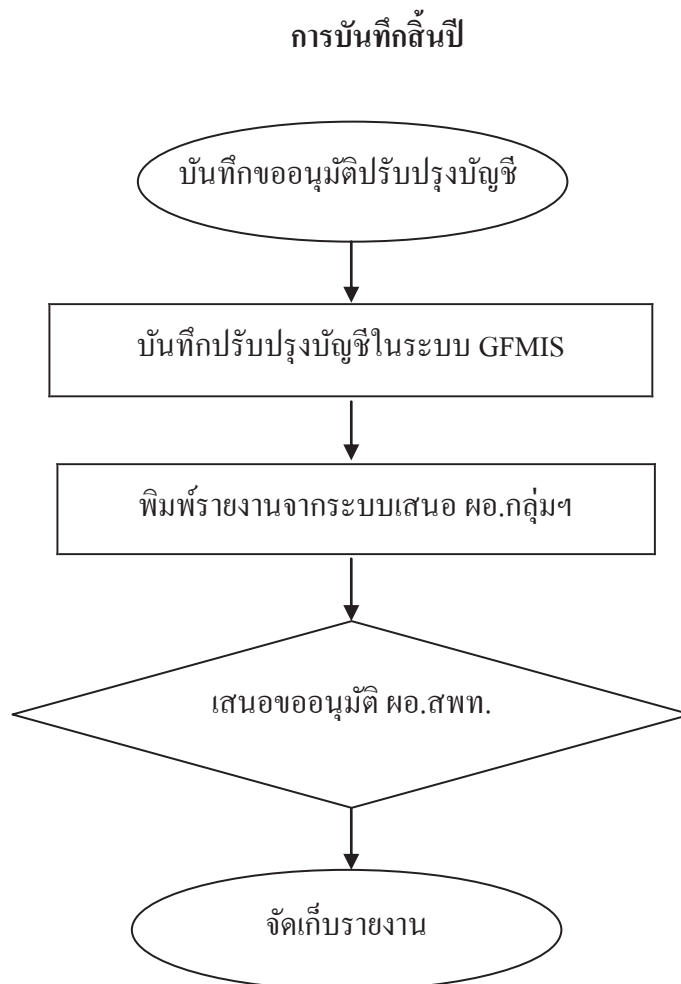 การบันทึกสิ้นปี
บันทึกขออนุมัติปรับปรุงบัญชี
บันทึกปรับปรุงบัญชีในระบบ GFMIS
พิมพ์รายงานจากระบบเสนอ ผอ.กลุ่มฯ
เสนอขออนุมัติ ผอ.สพท.
จัดเก็บรายงาน